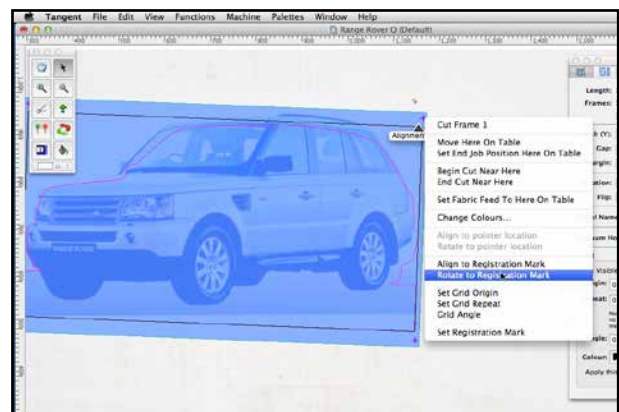 Tangent File Edit View Functions Machine Palettes Window Help
Range Rover Q (Default)
Length:
Frames:
Alignment
Cut Frame 1
Move Here On Table
Set End Job Position Here On Table
Begin Cut Near Here
End Cut Near Here
Set Fabric Feed To Here On Table
Change Colours...
Align to pointer location
Rotate to pointer location
Align to Registration Mark
Rotate to Registration Mark
Set Grid Origin
Set Grid Repeat
Grid Angle
Set Registration Mark
(Y):
Gap:
Flip:
Name
Visible
Colour:
Apply